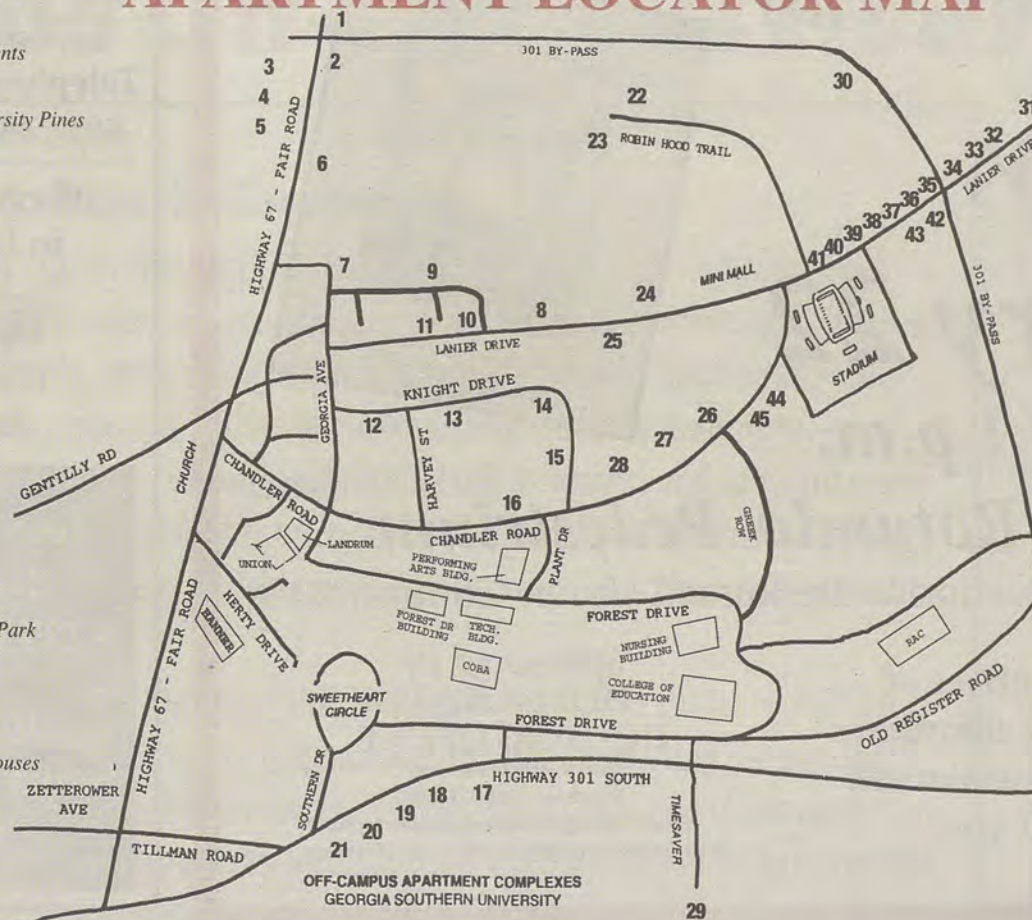 APARTMENT LOCATOR MAP
1
301 BY-PASS
2
3
4
5
6
HIGHWAY 67 - FAIR ROAD
22
23
ROBIN HOOD TRAIL
30
31
32
33
34
35
36
37
38
39
40
41
LANIER DRIVE
42
43
301 BY-PASS
7
9
11
10
8
24
25
MINI MALL
LANIER DRIVE
STADIUM
GEORGIA AVE
KNIGHT DRIVE
12
13
14
15
HARVEY ST
16
28
27
26
44
45
GENTILLY RD
CHURCH
CHANDLER ROAD
LANDRUM
UNION
CHANDLER ROAD
PERFORMING
ARTS BLDG.
PLANT DR
GREEK
ROW
HANNER
HERTY DRIVE
HIGHWAY 67 - FAIR ROAD
FOREST DR
BUILDING
TECH.
BLDG.
COBA
FOREST DRIVE
NURSING
BUILDING
COLLEGE OF
EDUCATION
RAC
OLD REGISTER ROAD
SWEETHEART
CIRCLE
FOREST DRIVE
HIGHWAY 301 SOUTH
SOUTHERN DR
17
18
19
20
21
TIMESAVER
29
ZETTEROWER
AVE
TILLMAN ROAD
OFF-CAMPUS APARTMENT COMPLEXES
GEORGIA SOUTHERN UNIVERSITY
Pines
Park